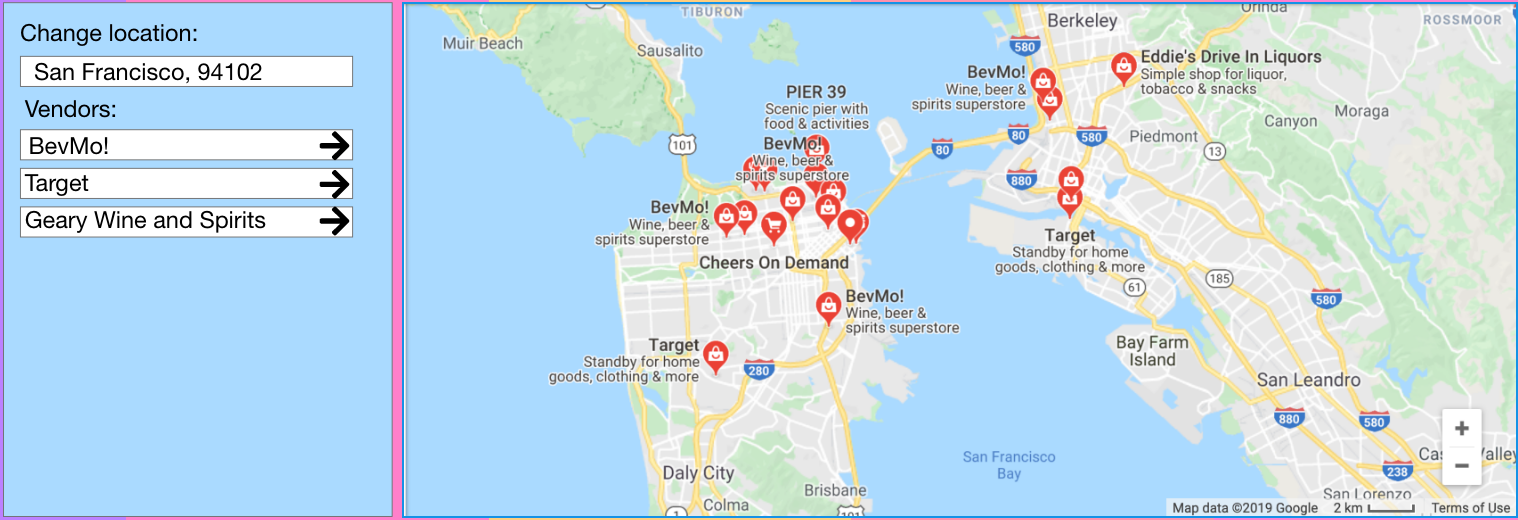 Change location:
San Francisco, 94102
Vendors:
BevMo!
Target
Geary Wine and Spirits
TIBURON
Muir Beach
Sausalito
101
PIER 39
Scenic pier with
food & activities
BevMo!
Wine, beer &
spirits superstore
BevMo!
Wine, beer &
spirits superstore
Cheers On Demand
BevMo!
Wine, beer &
spirits superstore
Target
Standby for home
goods, clothing & more
280
Daly City
Colma
Brisbane
1
101
Berkeley
Orinda
ROSSMOOR
580
Eddie's Drive In Liquors
Simple shop for liquor,
tobacco & snacks
BevMo!
Wine, beer &
spirits superstore
Moraga
Canyon
80
80
580
Piedmont
13
880
Target
Standby for home
goods, clothing & more
185
61
580
Bay Farm
Island
San Leandro
880
580
238
San Francisco
Bay
San Lorenzo
+
−
Map data ©2019 Google
2 km
Terms of Use